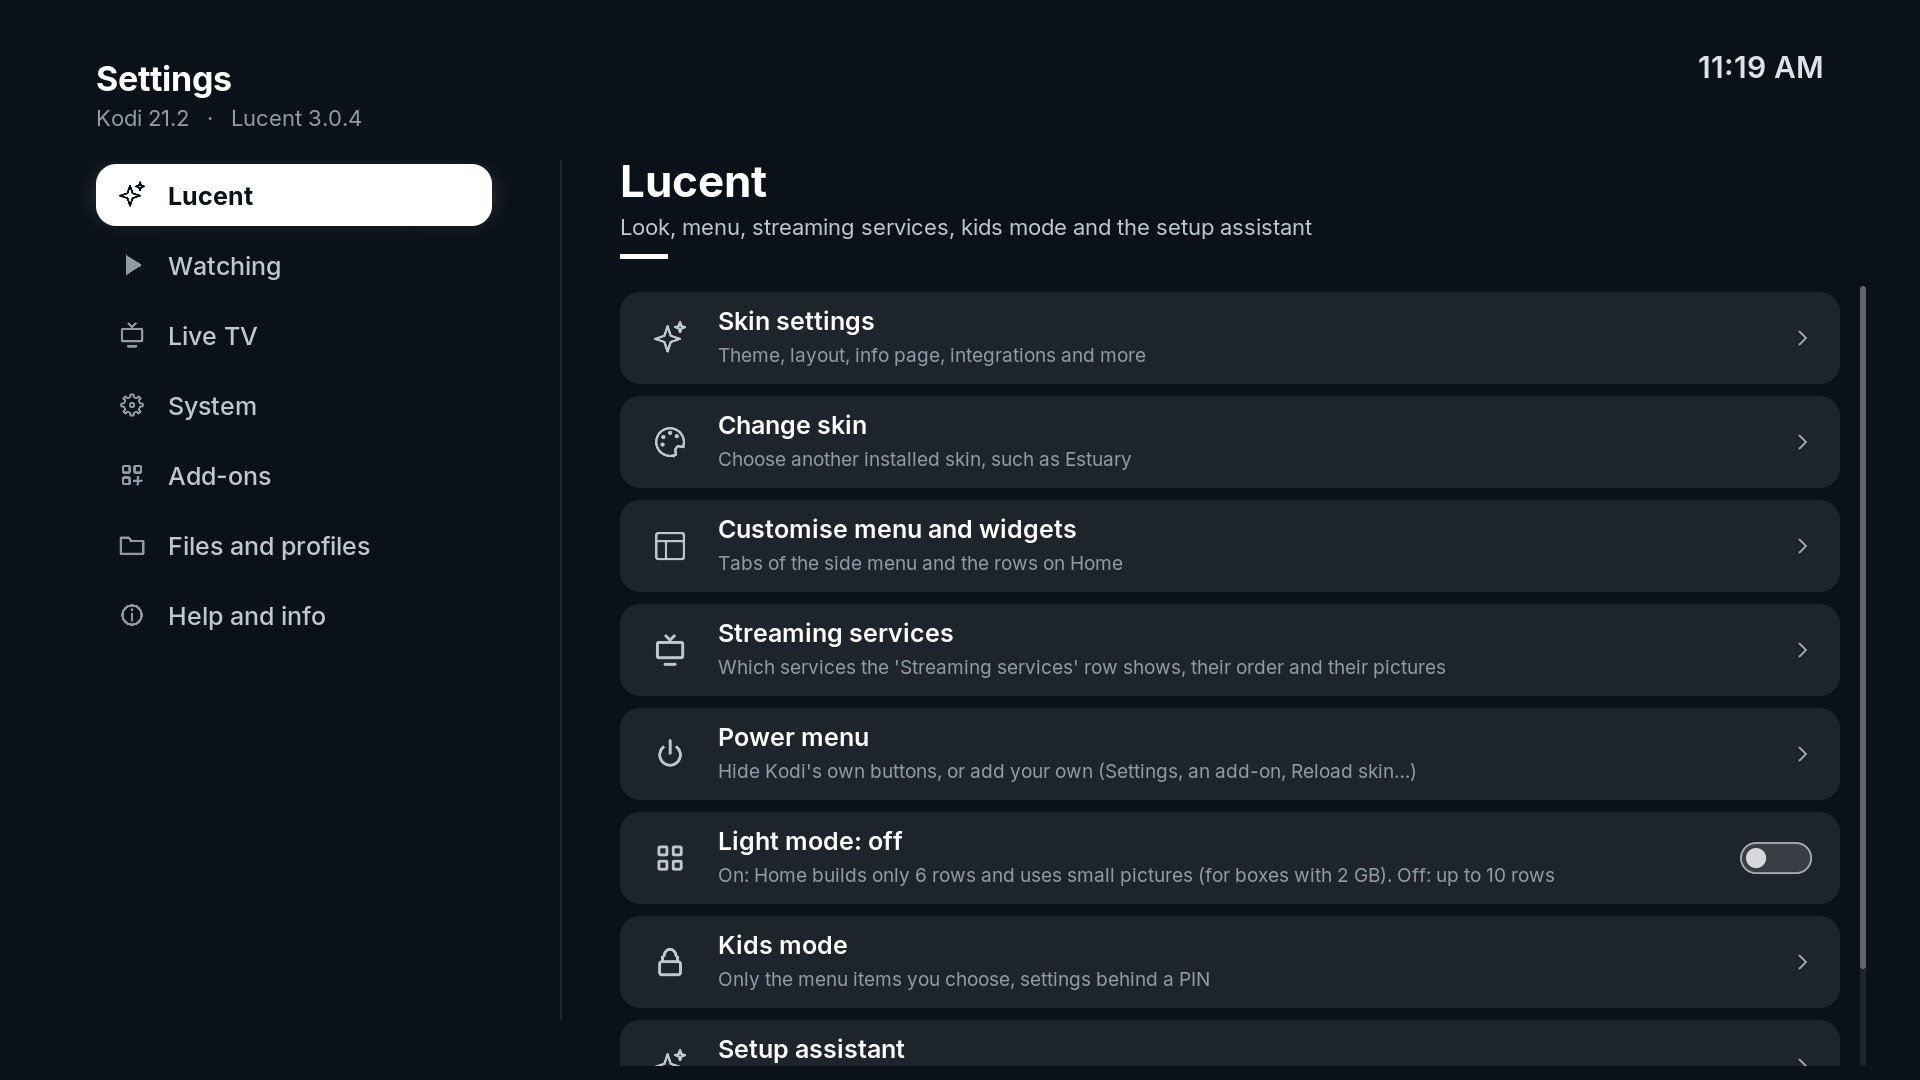 Settings
Kodi 21.2 · Lucent 3.0.4
11:19 AM
Lucent
Watching
Live TV
System
Add-ons
Files and profiles
Help and info
Lucent
Look, menu, streaming services, kids mode and the setup assistant
Skin settings
Theme, layout, info page, integrations and more
Change skin
Choose another installed skin, such as Estuary
Customise menu and widgets
Tabs of the side menu and the rows on Home
Streaming services
Which services the 'Streaming services' row shows, their order and their pictures
Power menu
Hide Kodi's own buttons, or add your own (Settings, an add-on, Reload skin...)
Light mode: off
On: Home builds only 6 rows and uses small pictures (for boxes with 2 GB). Off: up to 10 rows
Kids mode
Only the menu items you choose, settings behind a PIN
Setup assistant